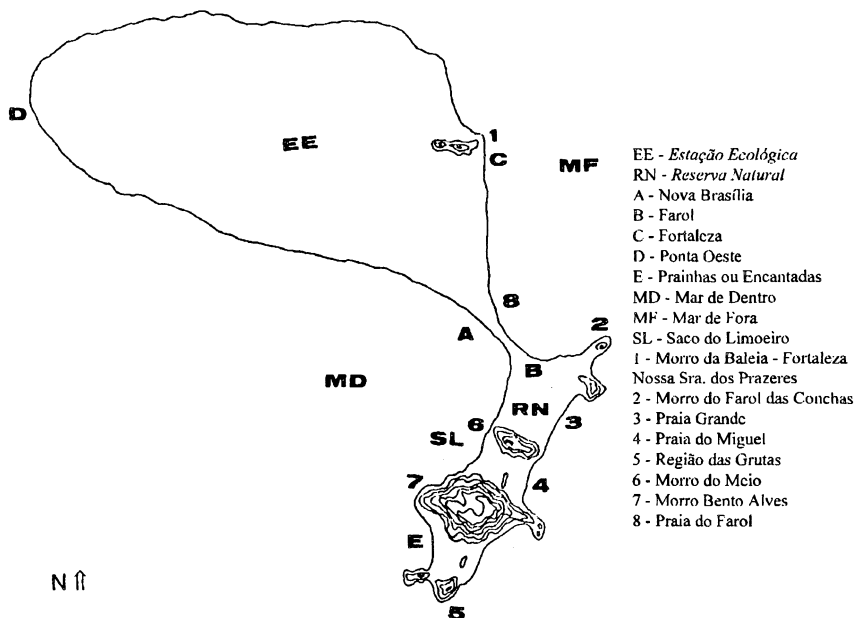 D
EE
1
C
MF
8
2
A
B
MD
RN
6
3
SL
7
4
E
N
5
EE - Estação Ecológica
RN - Reserva Natural
A - Nova Brasília
B - Farol
C - Fortaleza
D - Ponta Oeste
E - Prainhas ou Encantadas
MD - Mar de Dentro
MF - Mar de Fora
SL - Saco do Limoeiro
1 - Morro da Baleia - Fortaleza
Nossa Sra. dos Prazeres
2 - Morro do Farol das Conchas
3 - Praia Grande
4 - Praia do Miguel
5 - Região das Grutas
6 - Morro do Meio
7 - Morro Bento Alves
8 - Praia do Farol